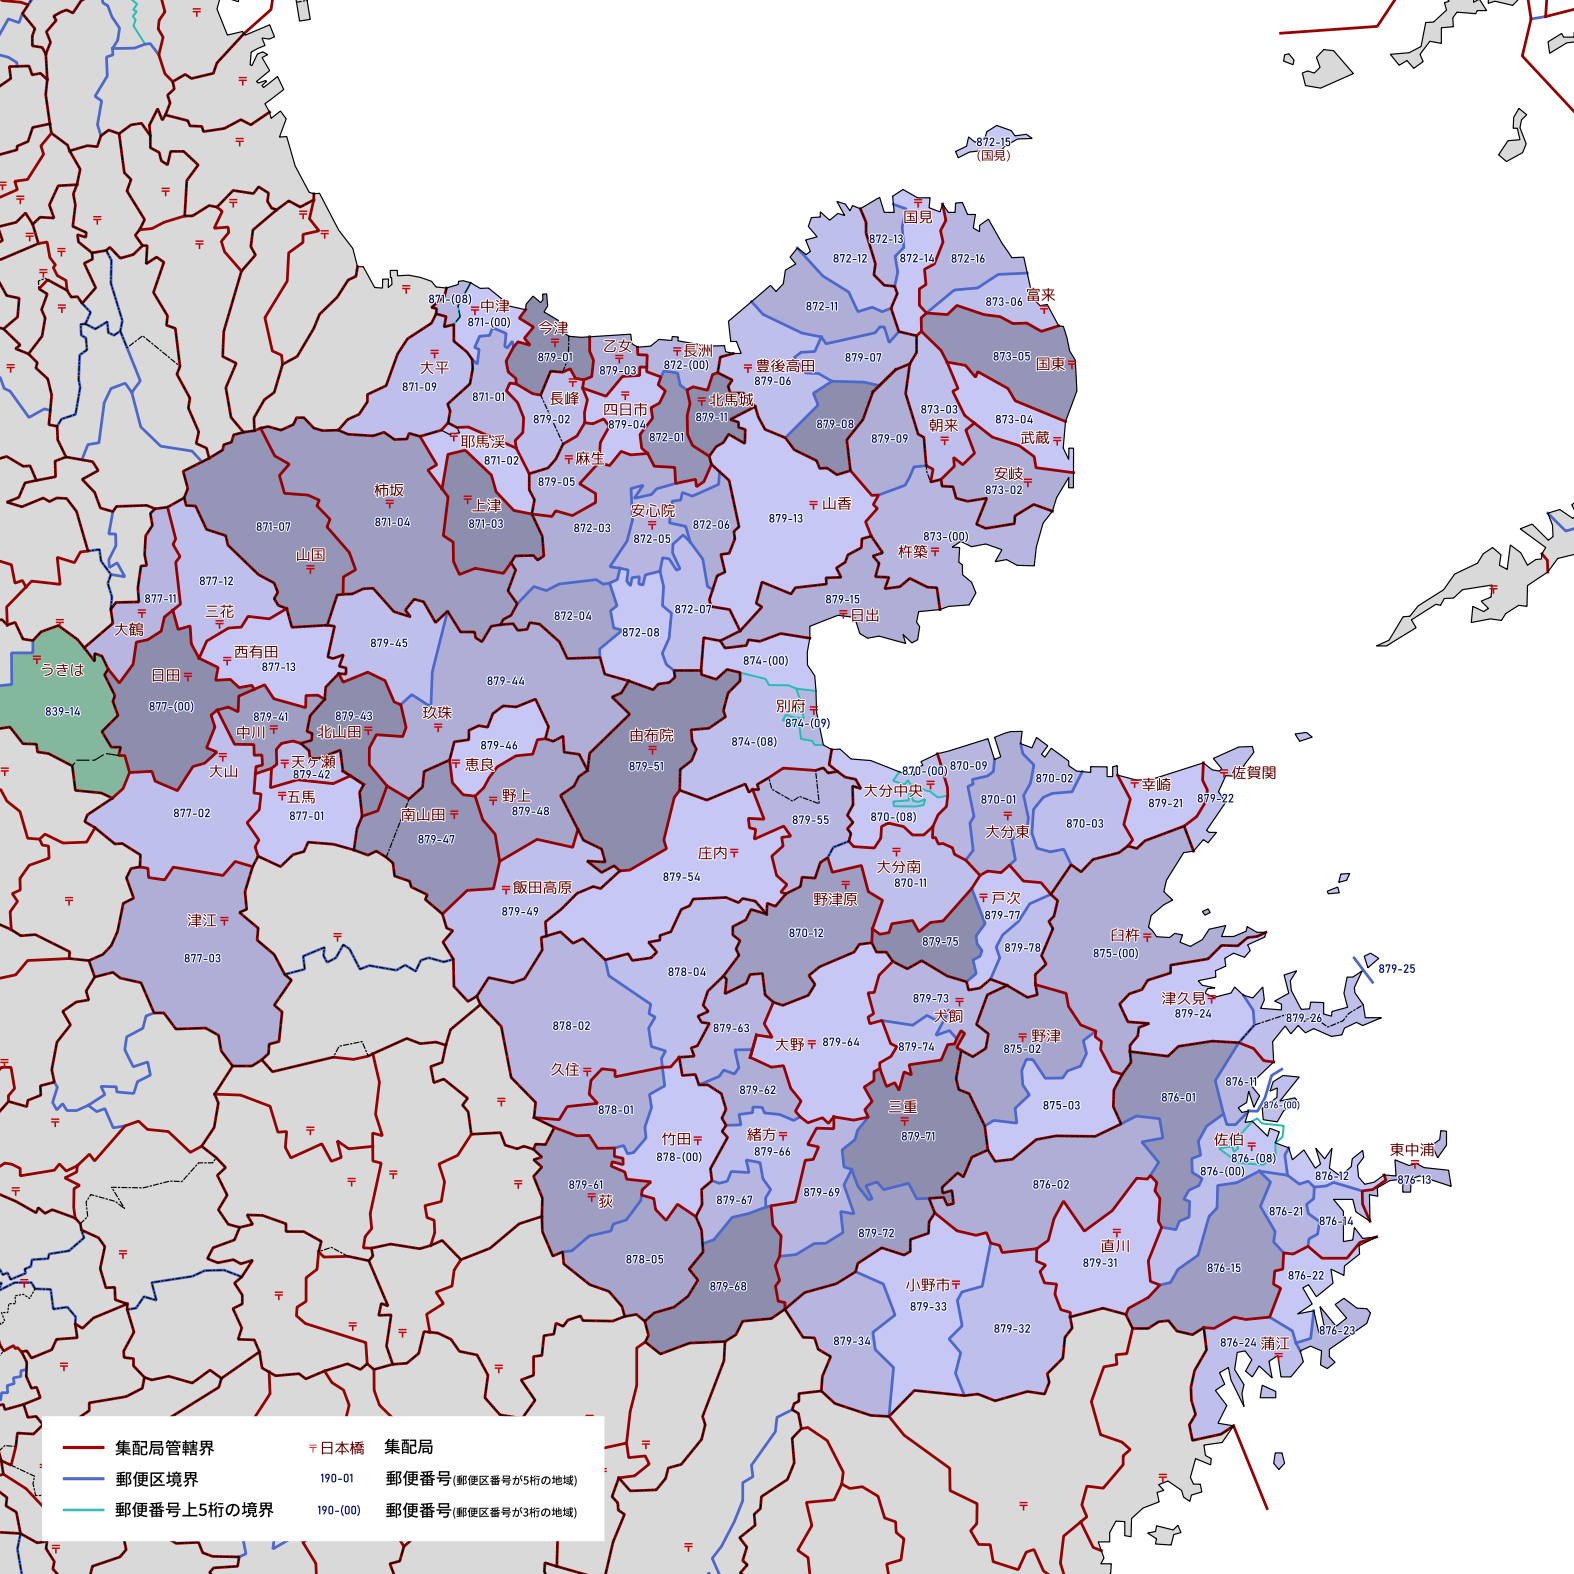 872-15
(国見)
国見
872-13
872-12
872-14
872-16
富来
873-06
872-11
871-(08)
中津
871-(00)
今津
879-01
乙女
879-03
長洲
872-(00)
豊後高田
879-06
879-07
873-05
国東
大平
871-09
871-01
長峰
879-02
四日市
879-04
北馬城
879-11
872-01
879-08
879-09
873-03
朝来
873-04
武蔵
耶馬渓
871-02
麻生
879-05
安岐
873-02
柿坂
871-04
上津
871-03
871-07
山国
872-03
安心院
872-05
872-06
879-13
山香
873-(00)
杵築
877-12
877-11
三花
大鶴
872-04
872-08
872-07
879-15
日出
うきは
839-14
日田
877-(00)
西有田
877-13
879-45
879-44
874-(00)
別府
874-(09)
874-(08)
879-41
中川
879-43
北山田
玖珠
879-46
恵良
由布院
879-51
大山
天ケ瀬
879-42
五馬
877-01
877-02
南山田
879-47
野上
879-48
879-55
870-(00)
大分中央
870-(08)
870-09
870-01
大分東
870-02
870-03
幸崎
879-21
879-22
佐賀関
庄内
879-54
大分南
870-11
飯田高原
879-49
野津原
870-12
戸次
879-77
879-75
879-78
臼杵
875-(00)
津江
877-03
878-04
879-25
津久見
879-24
879-26
878-02
879-63
879-73
犬飼
879-74
大野
879-64
野津
875-02
久住
878-01
879-62
875-03
876-01
876-11
876-(00)
三重
879-71
竹田
878-(00)
緒方
879-66
佐伯
876-(08)
876-(00)
東中浦
876-12
876-13
879-61
荻
879-67
879-69
876-02
876-21
876-14
878-05
879-72
直川
879-31
876-15
876-22
879-68
小野市
879-33
879-32
879-34
876-23
876-24
蒲江
集配局管轄界
日本橋
集配局
郵便区境界
190-01
郵便番号(郵便区番号が5桁の地域)
郵便番号上5桁の境界
190-(00)
郵便番号(郵便区番号が3桁の地域)